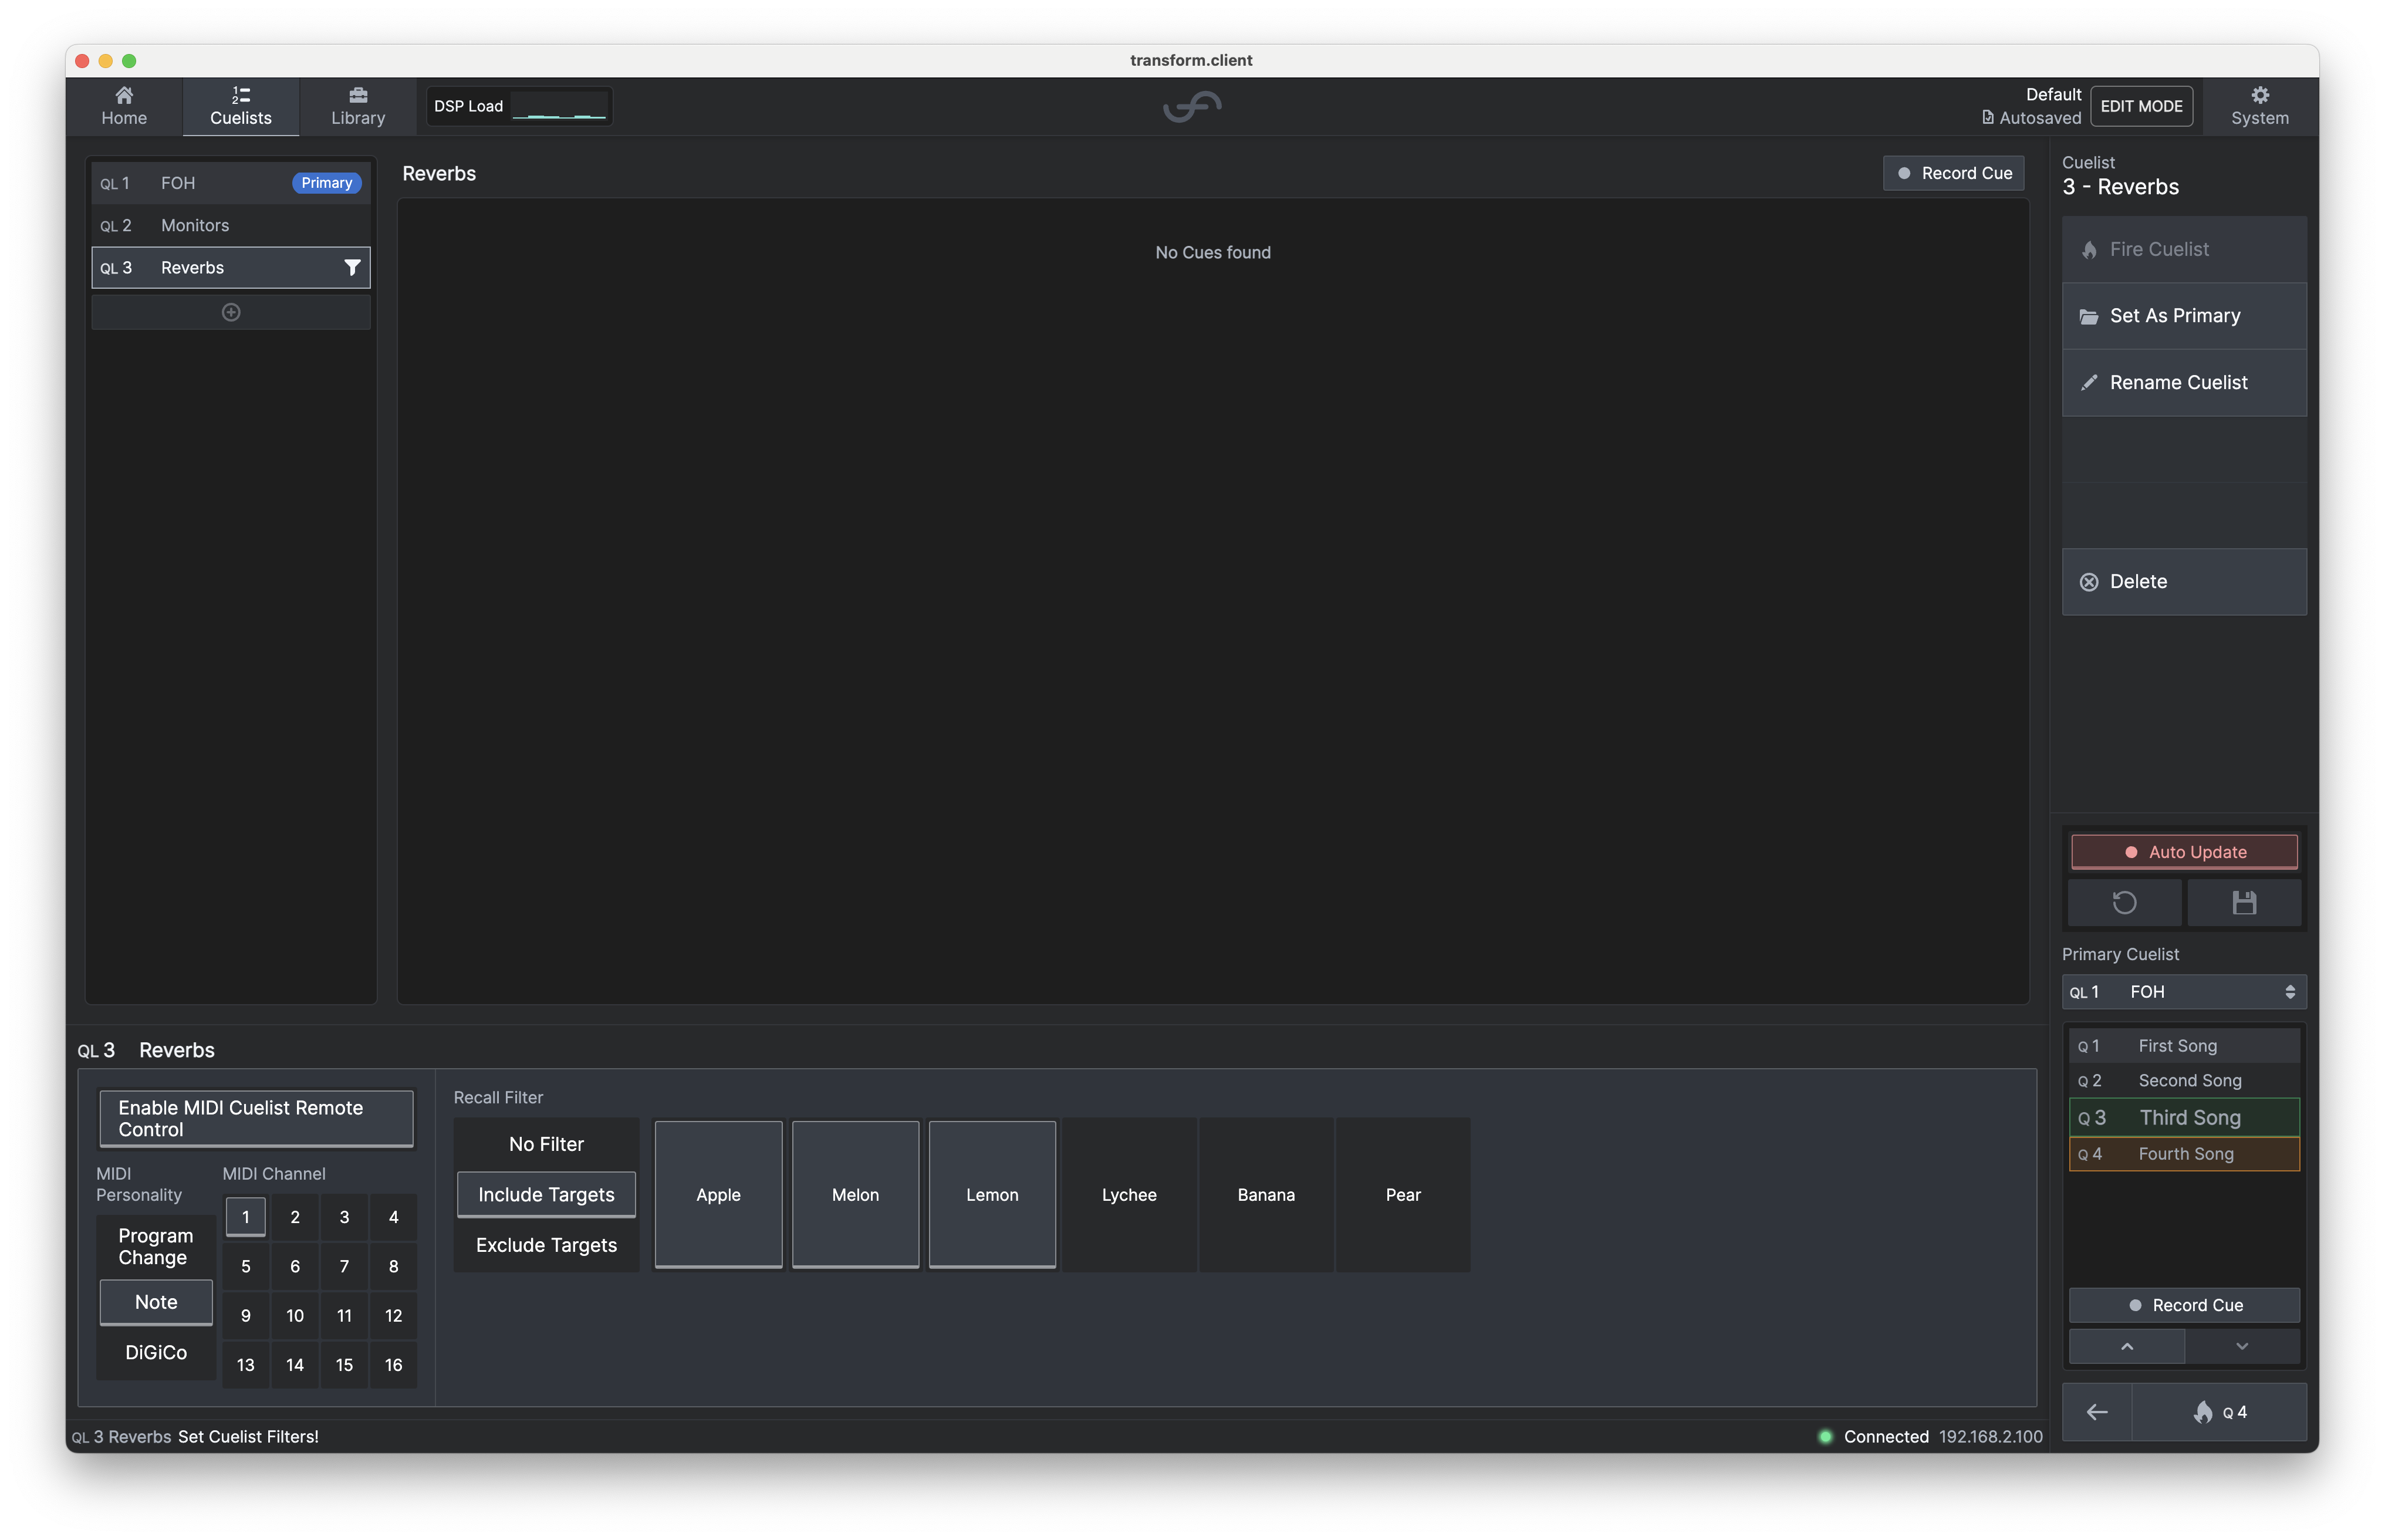 transform.client
Home
Cuelists
Library
DSP Load
Default
Autosaved
EDIT MODE
System
QL 1 FOH Primary
QL 2 Monitors
QL 3 Reverbs
Reverbs
Record Cue
No Cues found
Cuelist
3 - Reverbs
Fire Cuelist
Set As Primary
Rename Cuelist
Delete
Auto Update
Primary Cuelist
QL 1 FOH
Q 1 First Song
Q 2 Second Song
Q 3 Third Song
Q 4 Fourth Song
Record Cue
Q 4
QL 3 Reverbs
Enable MIDI Cuelist Remote
Control
MIDI
Personality
Program
Change
Note
DiGiCo
MIDI Channel
1 2 3 4
5 6 7 8
9 10 11 12
13 14 15 16
Recall Filter
No Filter
Include Targets
Exclude Targets
Apple
Melon
Lemon
Lychee
Banana
Pear
QL 3 Reverbs Set Cuelist Filters!
Connected 192.168.2.100